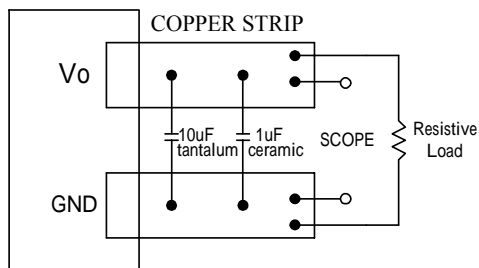 COPPER STRIP
Vo
10uF
tantalum
1uF
ceramic
SCOPE
Resistive
Load
GND